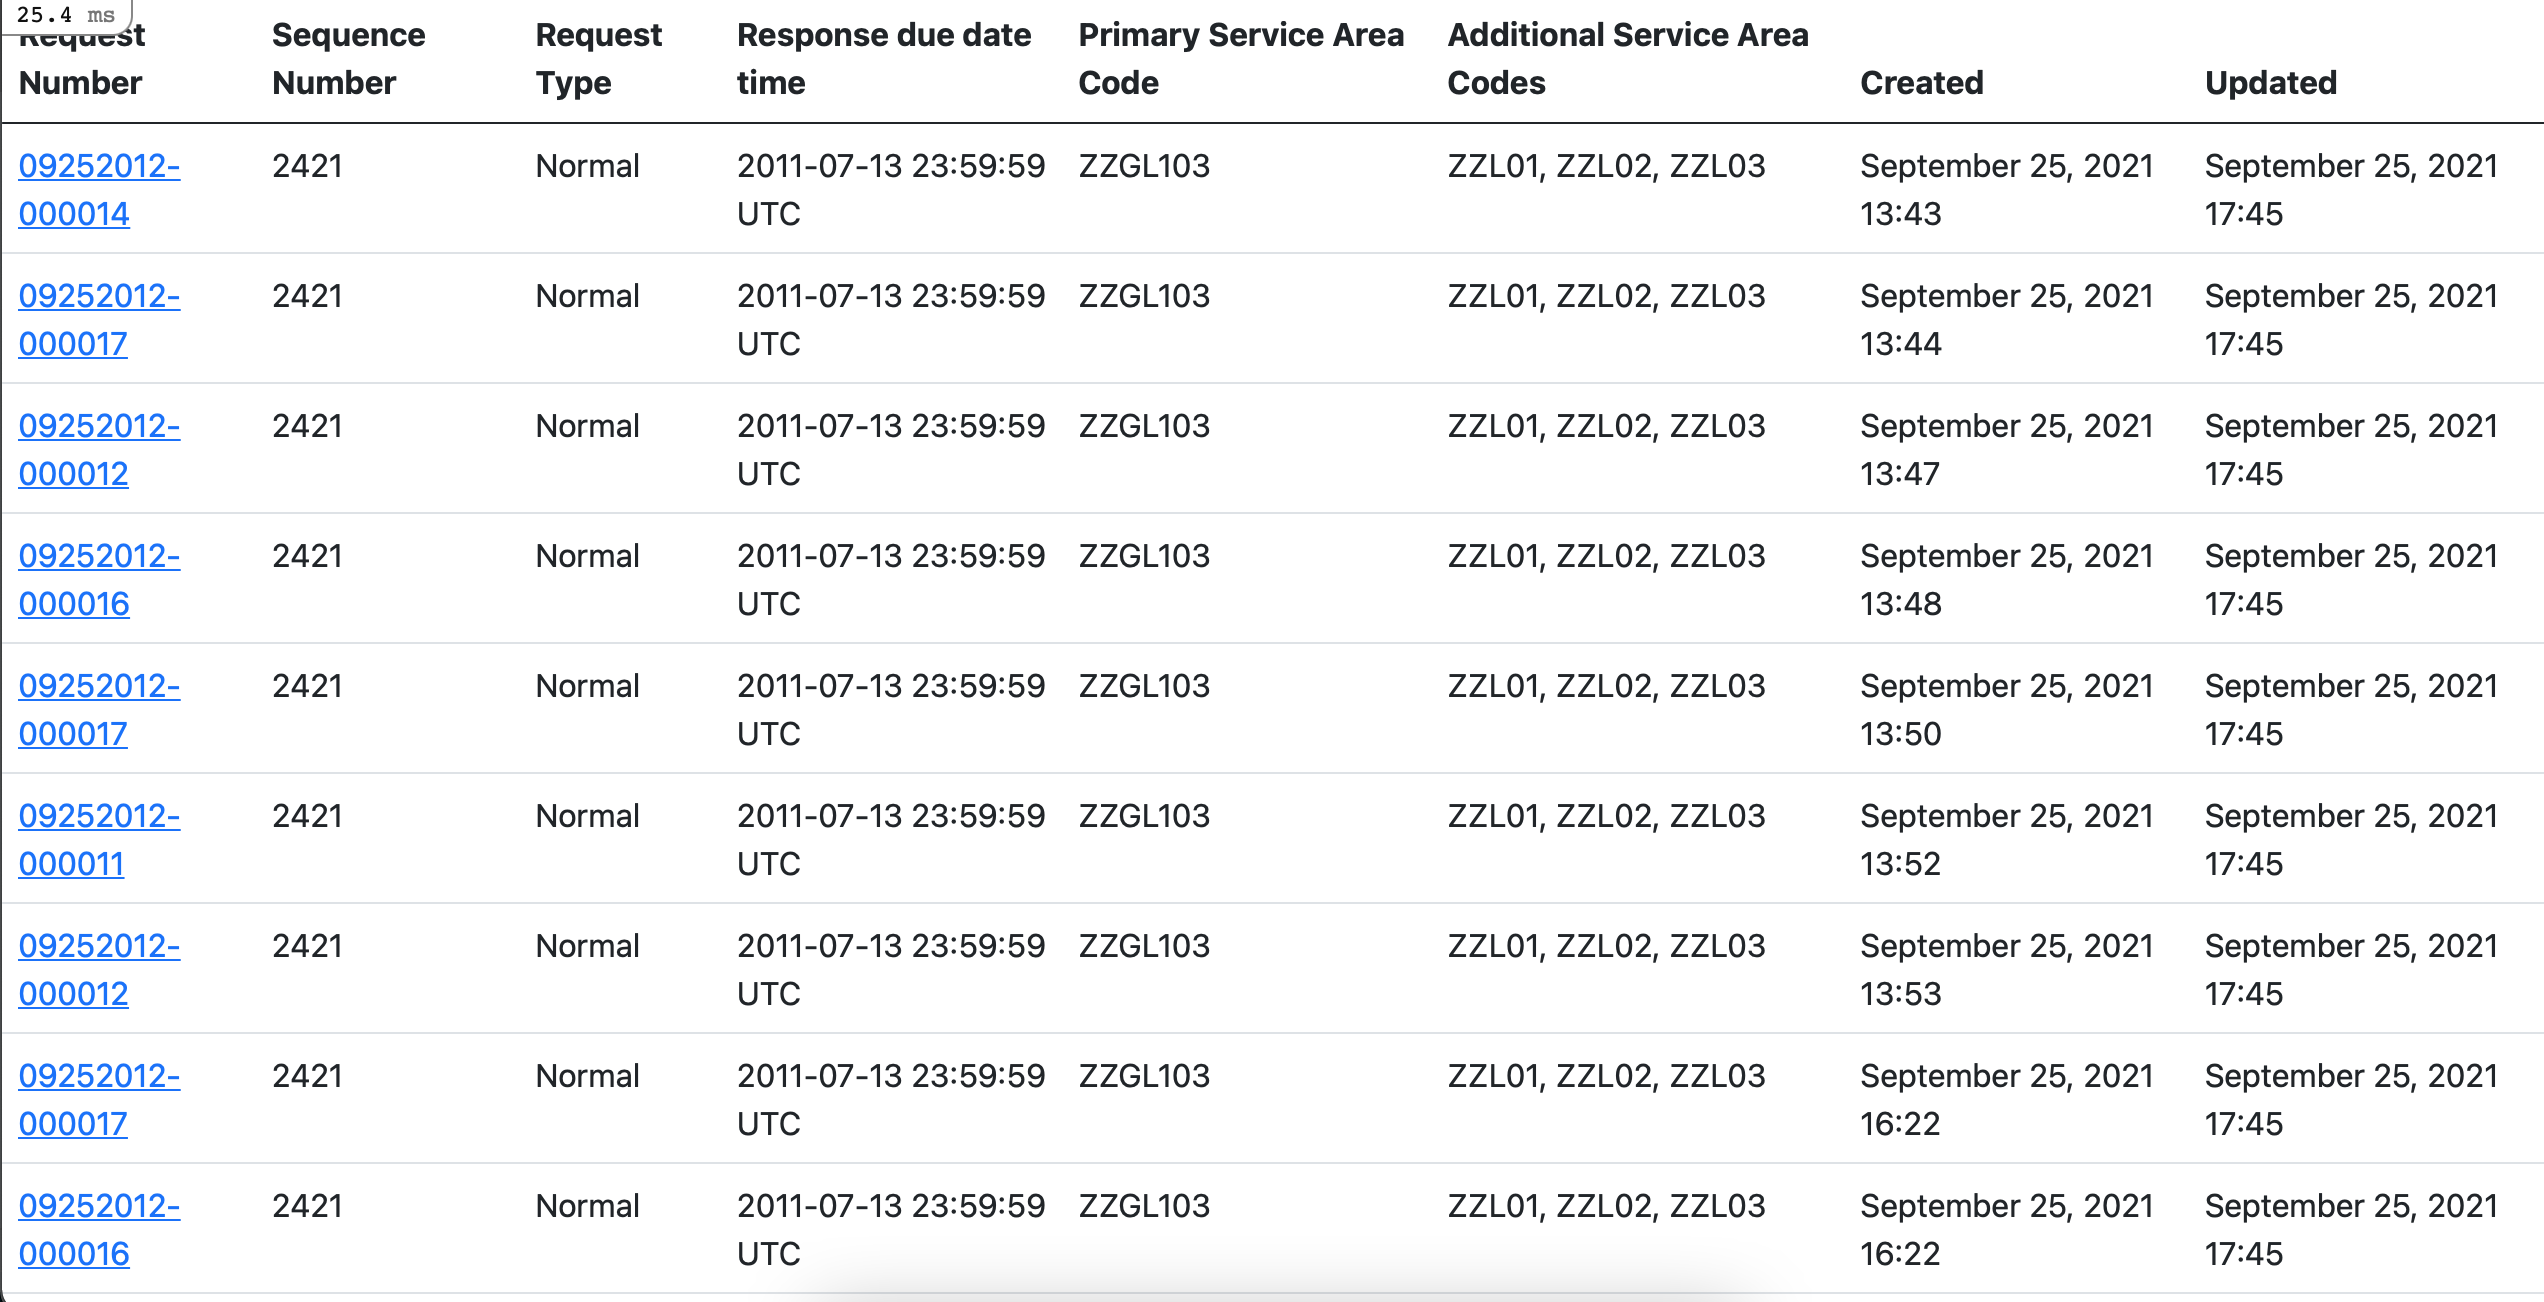 25.4 ms
Request Sequence Request Response due date Primary Service Area Additional Service Area
Number Number Type time Code Codes Created Updated
09252012- 2421 Normal 2011-07-13 23:59:59 ZZGL103 ZZL01, ZZL02, ZZL03 September 25, 2021 September 25, 2021
000014 UTC 13:43 17:45
09252012- 2421 Normal 2011-07-13 23:59:59 ZZGL103 ZZL01, ZZL02, ZZL03 September 25, 2021 September 25, 2021
000017 UTC 13:44 17:45
09252012- 2421 Normal 2011-07-13 23:59:59 ZZGL103 ZZL01, ZZL02, ZZL03 September 25, 2021 September 25, 2021
000012 UTC 13:47 17:45
09252012- 2421 Normal 2011-07-13 23:59:59 ZZGL103 ZZL01, ZZL02, ZZL03 September 25, 2021 September 25, 2021
000016 UTC 13:48 17:45
09252012- 2421 Normal 2011-07-13 23:59:59 ZZGL103 ZZL01, ZZL02, ZZL03 September 25, 2021 September 25, 2021
000017 UTC 13:50 17:45
09252012- 2421 Normal 2011-07-13 23:59:59 ZZGL103 ZZL01, ZZL02, ZZL03 September 25, 2021 September 25, 2021
000011 UTC 13:52 17:45
09252012- 2421 Normal 2011-07-13 23:59:59 ZZGL103 ZZL01, ZZL02, ZZL03 September 25, 2021 September 25, 2021
000012 UTC 13:53 17:45
09252012- 2421 Normal 2011-07-13 23:59:59 ZZGL103 ZZL01, ZZL02, ZZL03 September 25, 2021 September 25, 2021
000017 UTC 16:22 17:45
09252012- 2421 Normal 2011-07-13 23:59:59 ZZGL103 ZZL01, ZZL02, ZZL03 September 25, 2021 September 25, 2021
000016 UTC 16:22 17:45